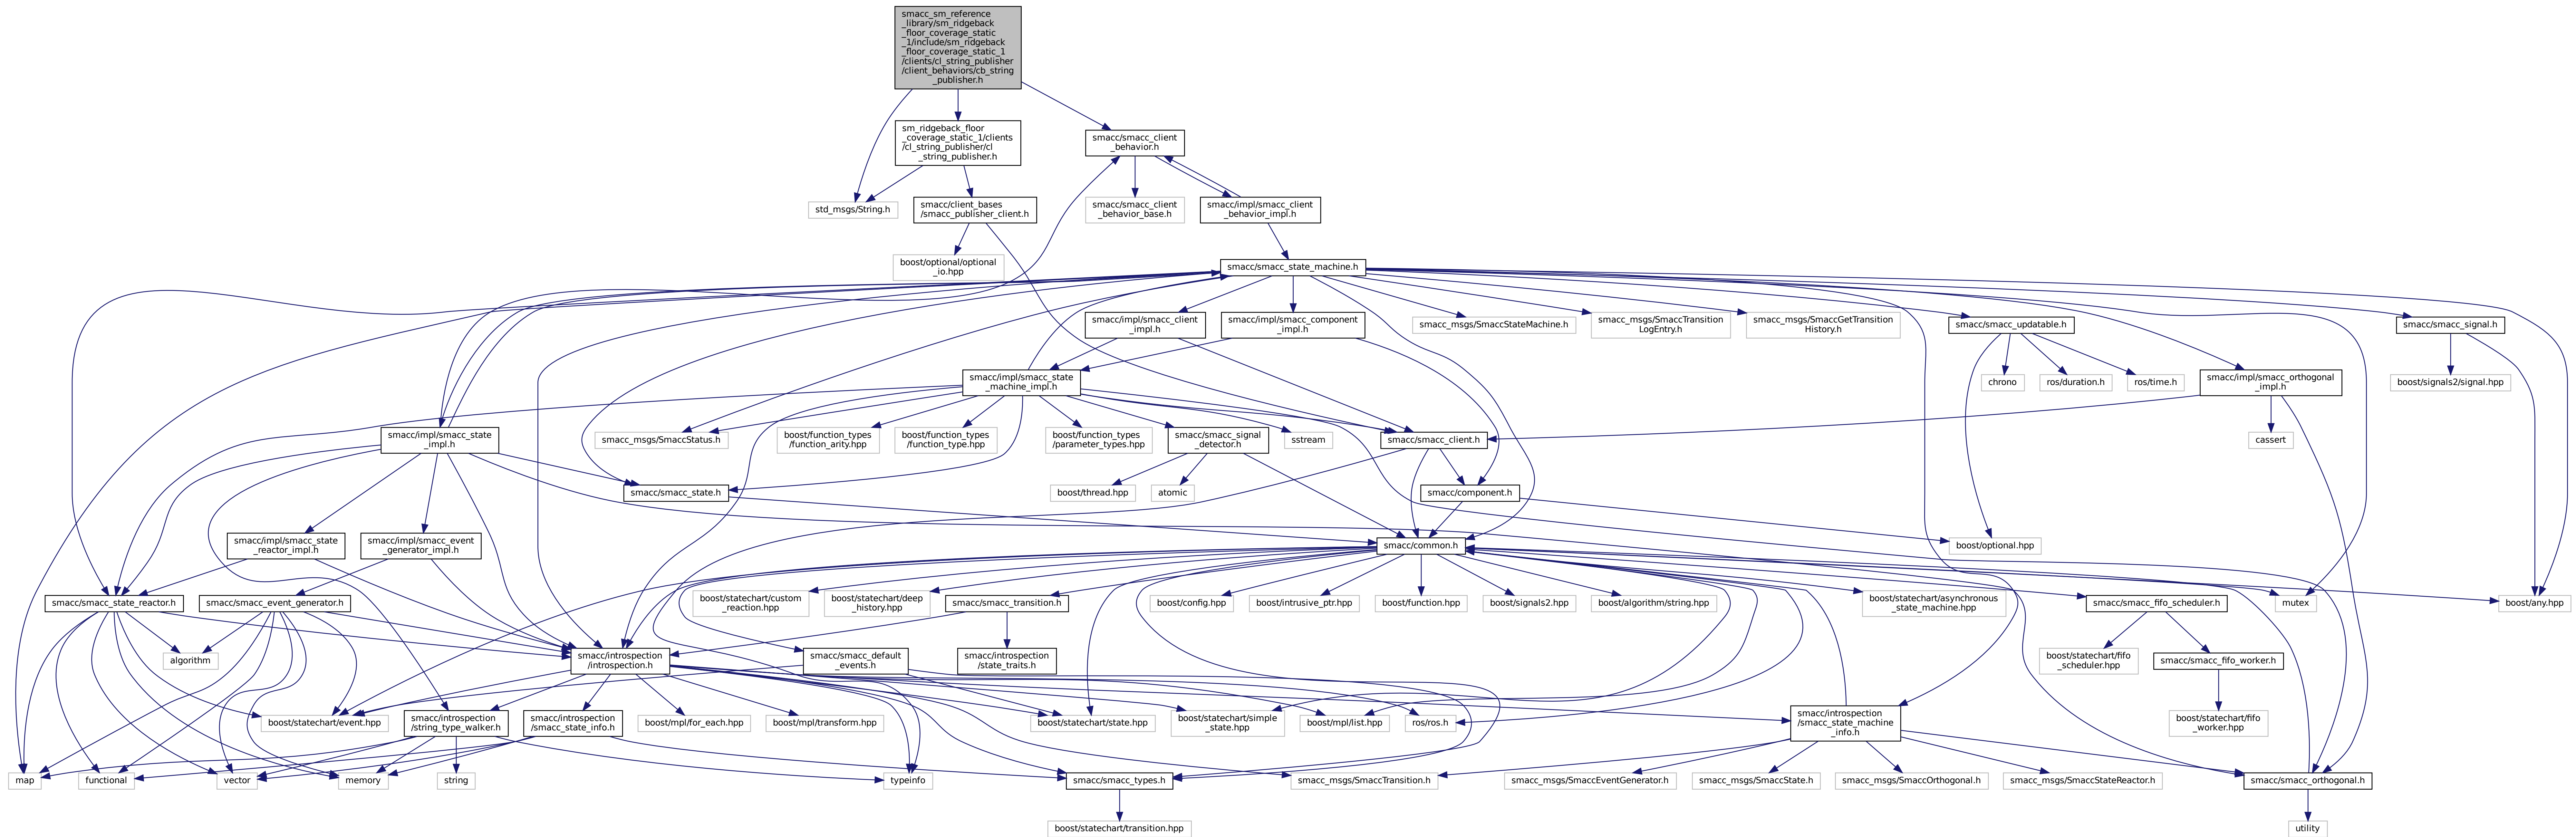 smacc_sm_reference
_library/sm_ridgeback
_floor_coverage_static
_1/include/sm_ridgeback
_floor_coverage_static_1
/clients/cl_string_publisher
/client_behaviors/cb_string
_publisher.h
sm_ridgeback_floor
_coverage_static_1/clients
/cl_string_publisher/cl
_string_publisher.h
smacc/smacc_client
_behavior.h
std_msgs/String.h
smacc/client_bases
/smacc_publisher_client.h
smacc/smacc_client
_behavior_base.h
smacc/impl/smacc_client
_behavior_impl.h
boost/optional/optional
_io.hpp
smacc/smacc_state_machine.h
smacc/impl/smacc_client
_impl.h
smacc/impl/smacc_component
_impl.h
smacc_msgs/SmaccStateMachine.h
smacc_msgs/SmaccTransition
LogEntry.h
smacc_msgs/SmaccGetTransition
History.h
smacc/smacc_updatable.h
smacc/smacc_signal.h
smacc/impl/smacc_state
_machine_impl.h
chrono
ros/duration.h
ros/time.h
smacc/impl/smacc_orthogonal
_impl.h
boost/signals2/signal.hpp
smacc/impl/smacc_state
_impl.h
smacc_msgs/SmaccStatus.h
boost/function_types
/function_arity.hpp
boost/function_types
/function_type.hpp
boost/function_types
/parameter_types.hpp
smacc/smacc_signal
_detector.h
sstream
smacc/smacc_client.h
cassert
smacc/smacc_state.h
boost/thread.hpp
atomic
smacc/component.h
smacc/impl/smacc_state
_reactor_impl.h
smacc/impl/smacc_event
_generator_impl.h
smacc/common.h
boost/optional.hpp
smacc/smacc_state_reactor.h
smacc/smacc_event_generator.h
boost/statechart/custom
_reaction.hpp
boost/statechart/deep
_history.hpp
smacc/smacc_transition.h
boost/config.hpp
boost/intrusive_ptr.hpp
boost/function.hpp
boost/signals2.hpp
boost/algorithm/string.hpp
boost/statechart/asynchronous
_state_machine.hpp
smacc/smacc_fifo_scheduler.h
mutex
boost/any.hpp
algorithm
smacc/introspection
/introspection.h
smacc/smacc_default
_events.h
smacc/introspection
/state_traits.h
boost/statechart/fifo
_scheduler.hpp
smacc/smacc_fifo_worker.h
boost/statechart/event.hpp
smacc/introspection
/string_type_walker.h
smacc/introspection
/smacc_state_info.h
boost/mpl/for_each.hpp
boost/mpl/transform.hpp
boost/statechart/state.hpp
boost/statechart/simple
_state.hpp
boost/mpl/list.hpp
ros/ros.h
smacc/introspection
/smacc_state_machine
_info.h
boost/statechart/fifo
_worker.hpp
map
functional
vector
memory
string
typeinfo
smacc/smacc_types.h
smacc_msgs/SmaccTransition.h
smacc_msgs/SmaccEventGenerator.h
smacc_msgs/SmaccState.h
smacc_msgs/SmaccOrthogonal.h
smacc_msgs/SmaccStateReactor.h
smacc/smacc_orthogonal.h
boost/statechart/transition.hpp
utility